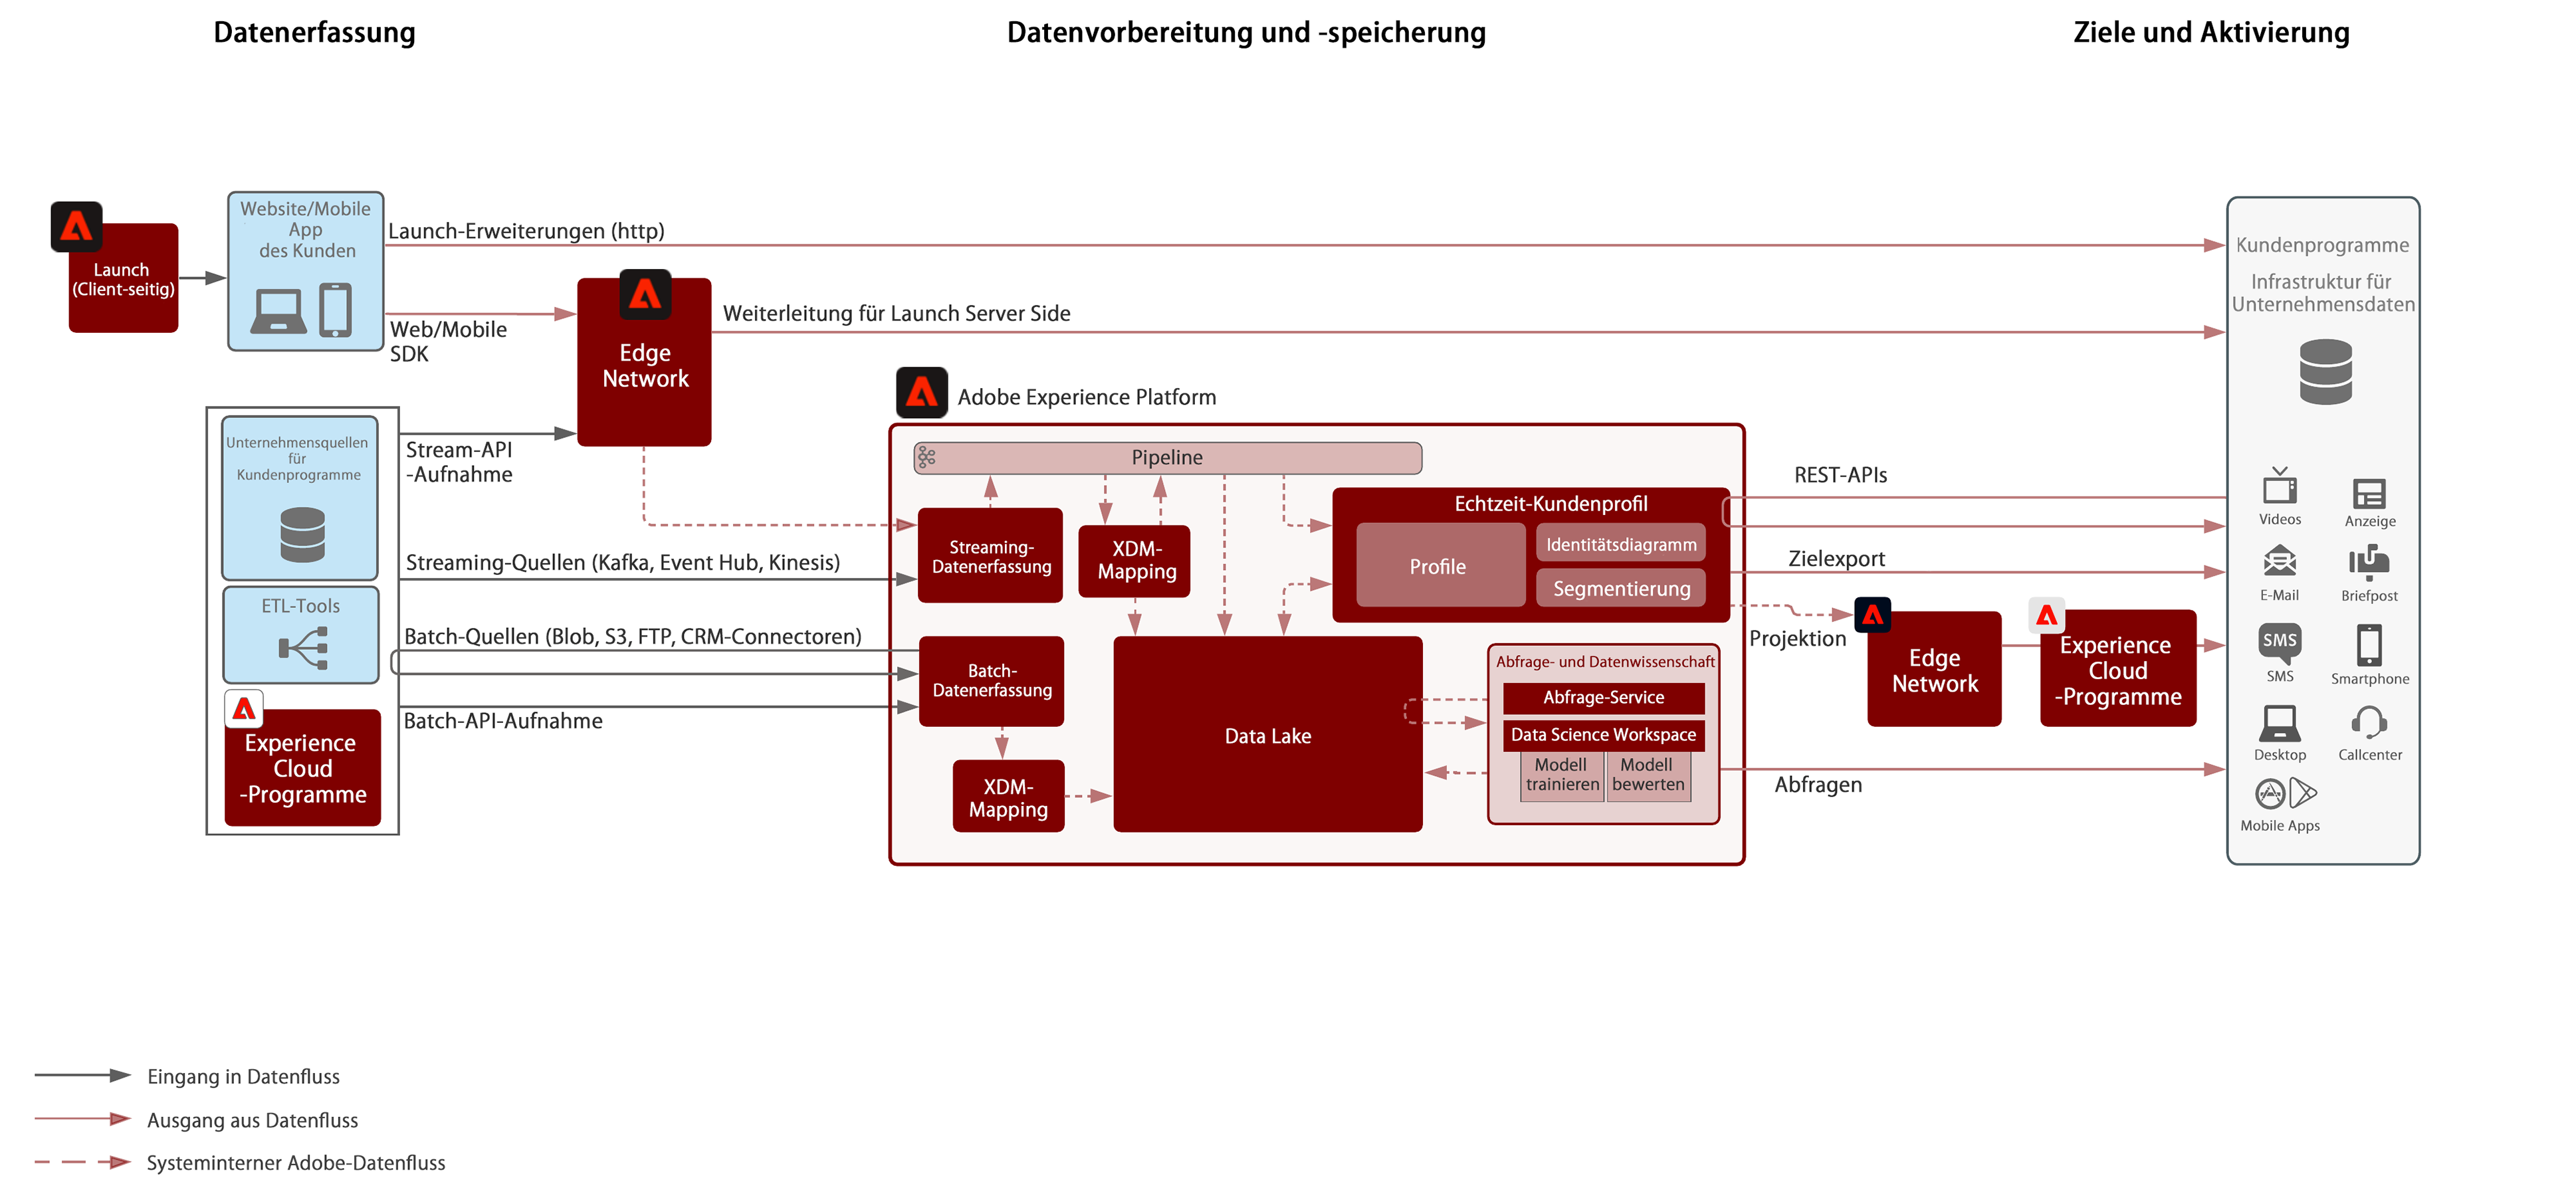 Datenerfassung
Datenvorbereitung und -speicherung
Ziele und Aktivierung
Launch
(Client-seitig)
Website/Mobile
App
des Kunden
Launch-Erweiterungen (http)
Web/Mobile
SDK
Edge
Network
Weiterleitung für Launch Server Side
Unternehmensquellen
für
Kundenprogramme
ETL-Tools
Experience
Cloud
-Programme
Stream-API
-Aufnahme
Streaming-Quellen (Kafka, Event Hub, Kinesis)
Batch-Quellen (Blob, S3, FTP, CRM-Connectoren)
Batch-API-Aufnahme
Adobe Experience Platform
Pipeline
Streaming-
Datenerfassung
XDM-
Mapping
Batch-
Datenerfassung
XDM-
Mapping
Data Lake
Echtzeit-Kundenprofil
Profile
Identitätsdiagramm
Segmentierung
Abfrage- und Datenwissenschaft
Abfrage-Service
Data Science Workspace
Modell
trainieren
Modell
bewerten
REST-APIs
Zielexport
Projektion
Edge
Network
Experience
Cloud
-Programme
Abfragen
Kundenprogramme
Infrastruktur für
Unternehmensdaten
Videos
Anzeige
E-Mail
Briefpost
SMS
SMS
Smartphone
Desktop
Callcenter
Mobile Apps
Eingang in Datenfluss
Ausgang aus Datenfluss
Systeminterner Adobe-Datenfluss